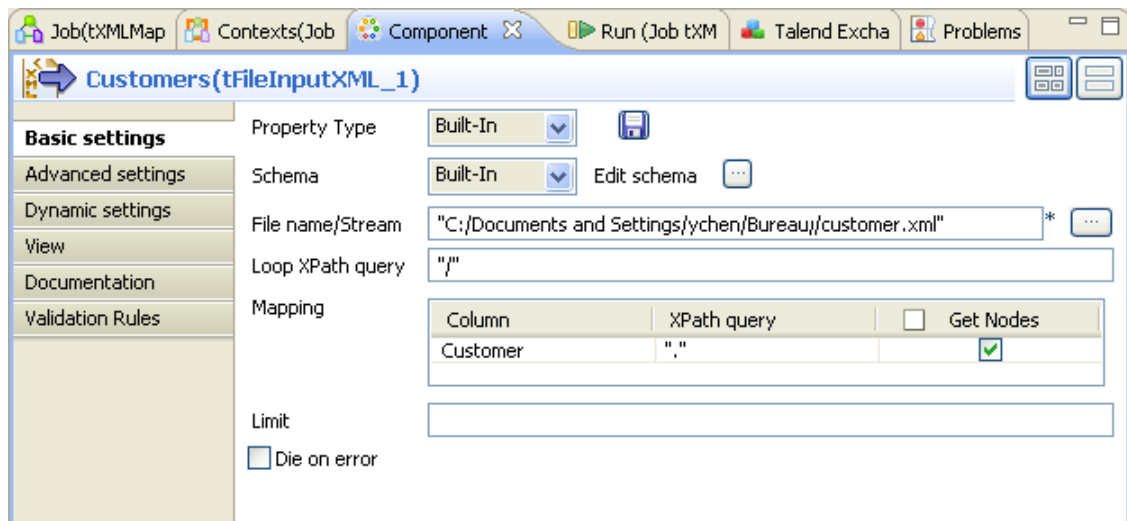 Job(tXMLMap Contexts(Job Component Run (Job tXM Talend Excha Problems
Customers(tFileInputXML_1)
Basic settings
Advanced settings
Dynamic settings
View
Documentation
Validation Rules
Property Type Built-In
Schema Built-In Edit schema ...
File name/Stream "C:/Documents and Settings/ychen/Bureau//customer.xml" * ...
Loop XPath query "/"
Mapping
Column XPath query Get Nodes
Customer "."
Limit
Die on error